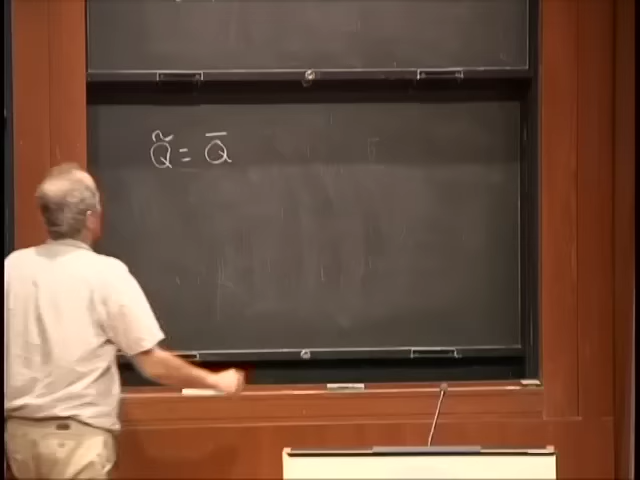 Q̃ = Q̄